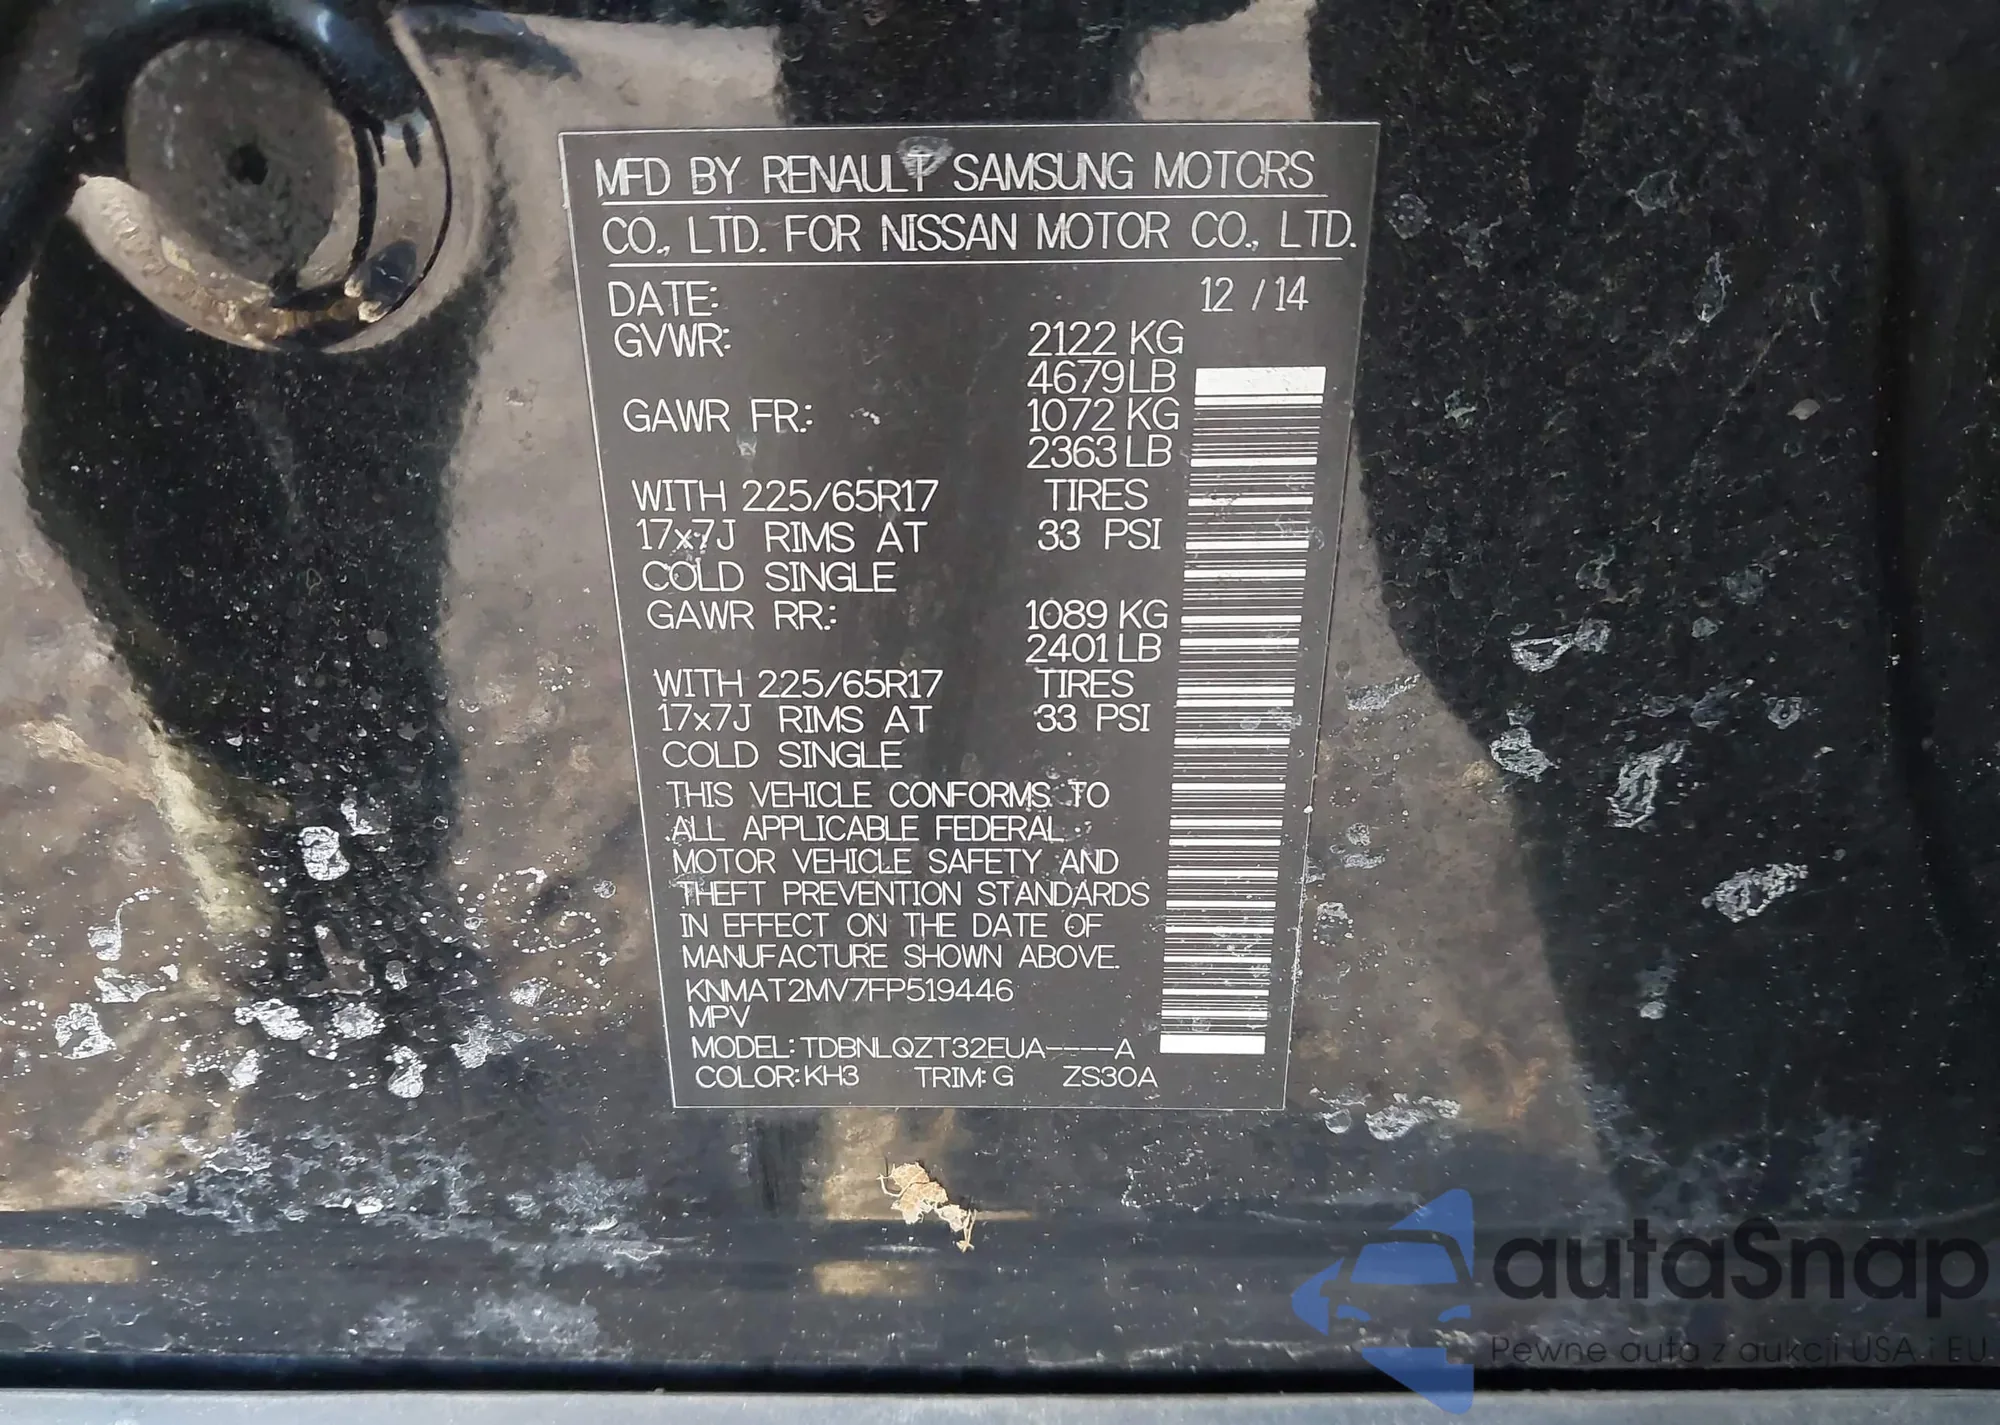 MFD BY RENAULT SAMSUNG MOTORS
CO., LTD. FOR NISSAN MOTOR CO., LTD.
DATE: 12 / 14
GVWR: 2122 KG
4679 LB
GAWR FR.: 1072 KG
2363 LB
WITH 225/65R17 TIRES
17x7J RIMS AT 33 PSI
COLD SINGLE
GAWR RR.: 1089 KG
2401 LB
WITH 225/65R17 TIRES
17x7J RIMS AT 33 PSI
COLD SINGLE
THIS VEHICLE CONFORMS TO
ALL APPLICABLE FEDERAL
MOTOR VEHICLE SAFETY AND
THEFT PREVENTION STANDARDS
IN EFFECT ON THE DATE OF
MANUFACTURE SHOWN ABOVE.
KNMAT2MV7FP519446
MPV
MODEL: TDBNLQZT32EUA----A
COLOR: KH3 TRIM: G ZS30A
autaSnap
Pewne auta z aukcji USA i EU